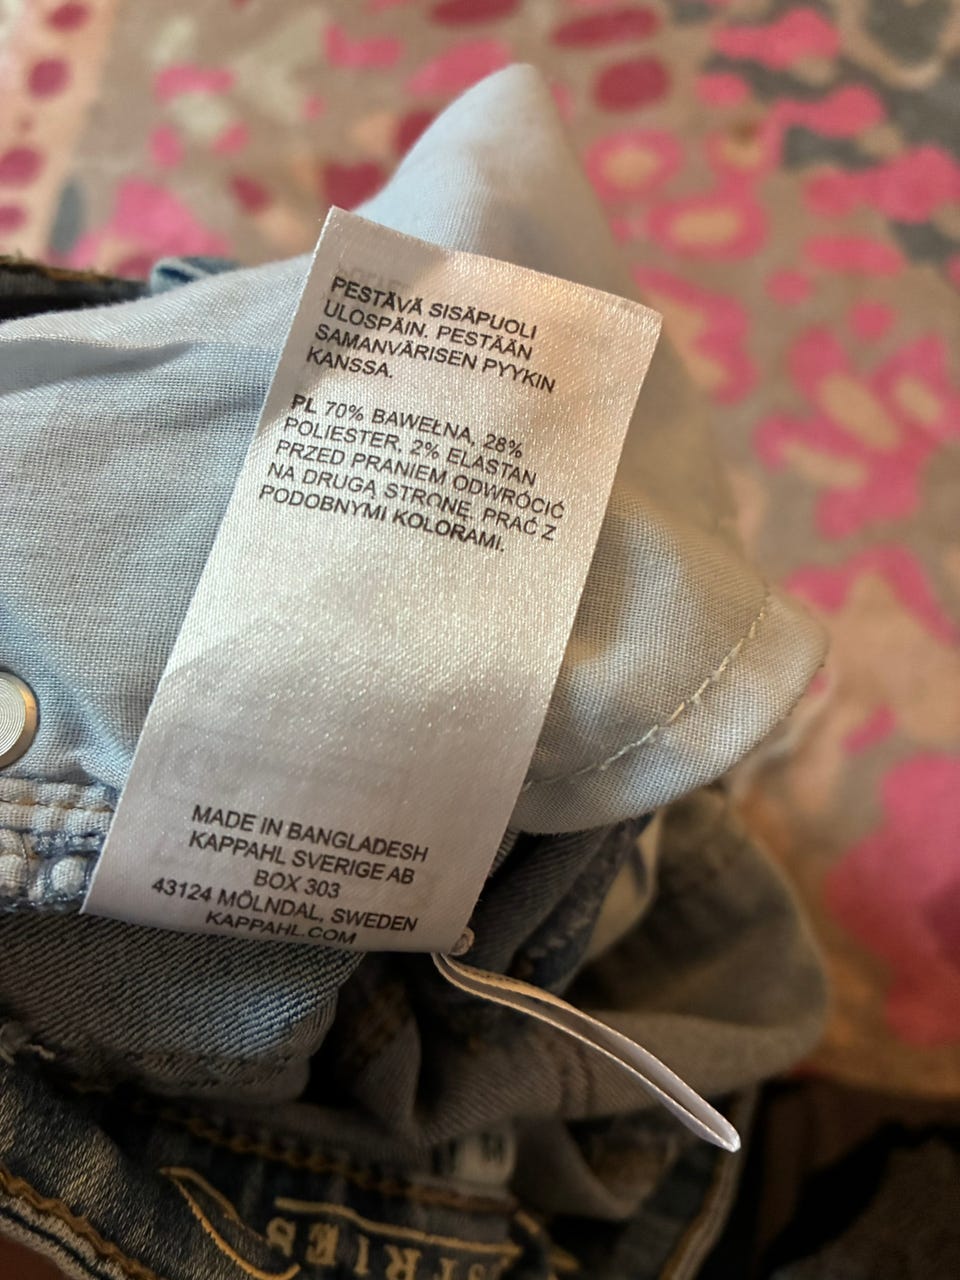 PESTÄVÄ SISÄPUOLI
ULOSPÄIN. PESTÄÄN
SAMANVÄRISEN PYYKIN
KANSSA.
PL 70% BAWEŁNA, 28%
POLIESTER, 2% ELASTAN
PRZED PRANIEM ODWRÓCIĆ
NA DRUGĄ STRONĘ. PRAĆ Z
PODOBNYMI KOLORAMI.
MADE IN BANGLADESH
KAPPAHL SVERIGE AB
BOX 303
43124 MÖLNDAL, SWEDEN
KAPPAHL.COM